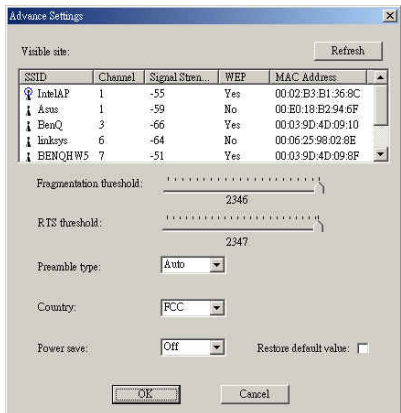 Advance Settings
Visible site:
Refresh
SSID Channel Signal Stren... WEP MAC Address
IntelAP 1 -55 Yes 00:02:B3:B1:36:8C
Asus 1 -59 No 00:E0:18:B2:94:6F
BenQ 3 -66 Yes 00:03:9D:4D:09:10
linksys 6 -64 No 00:06:25:98:02:8E
BENQHW5 7 -51 Yes 00:03:9D:4D:09:8F
Fragmentation threshold:
2346
RTS threshold:
2347
Preamble type: Auto
Country: FCC
Power save: Off Restore default value:
OK Cancel